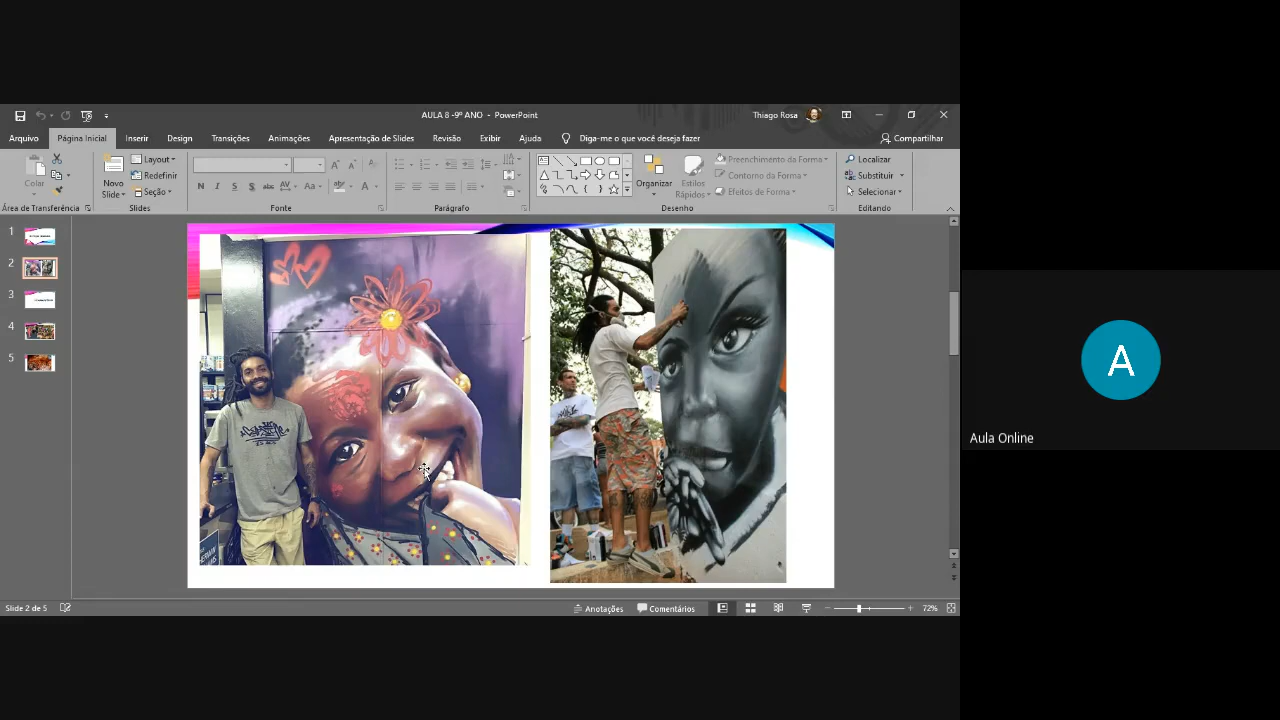 AULA 8 -9º ANO - PowerPoint
Thiago Rosa
Arquivo
Página Inicial
Inserir
Design
Transições
Animações
Apresentação de Slides
Revisão
Exibir
Ajuda
Diga-me o que você deseja fazer
Compartilhar
Colar
Novo
Slide
Layout
Redefinir
Seção
N I S S abc AV Aa
Organizar
Estilos
Rápidos
Preenchimento da Forma
Contorno da Forma
Efeitos de Forma
Localizar
Substituir
Selecionar
Área de Transferência
Slides
Fonte
Parágrafo
Desenho
Editando
1
2
3
4
5
A
Aula Online
Slide 2 de 5
Anotações
Comentários
72%